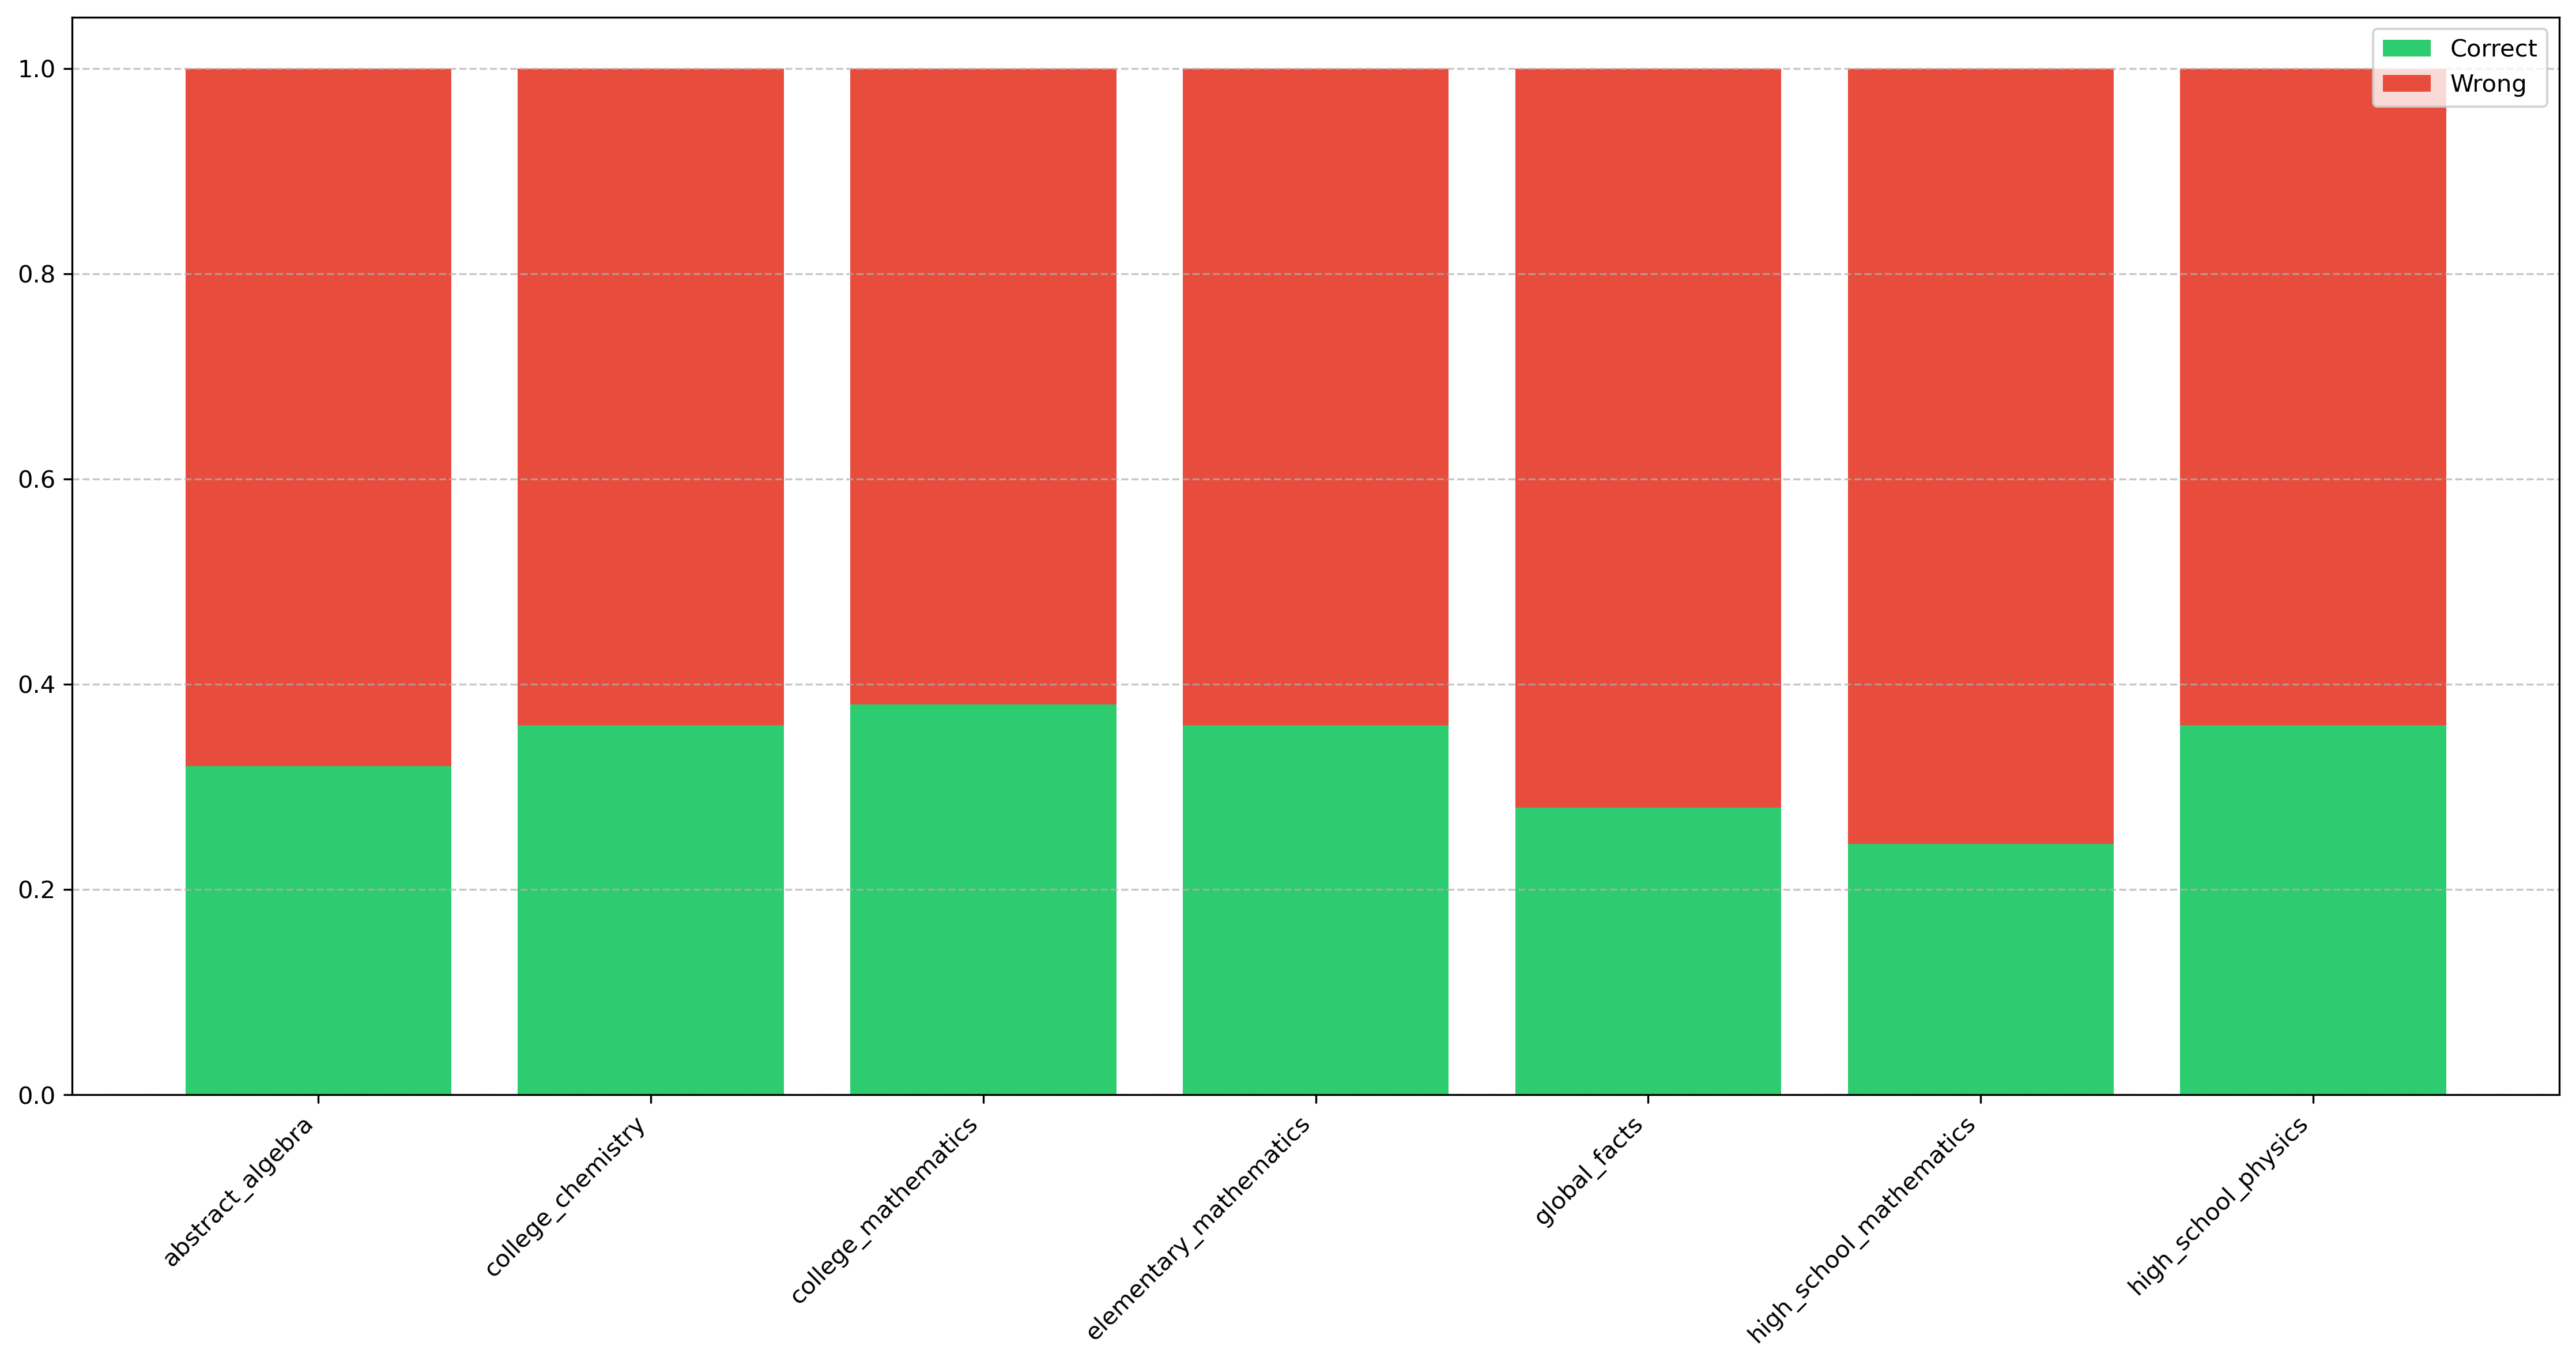 Correct
Wrong
1.0
0.8
0.6
0.4
0.2
0.0
abstract_algebra
college_chemistry
college_mathematics
elementary_mathematics
global_facts
high_school_mathematics
high_school_physics